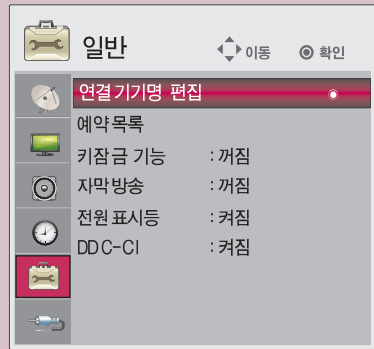 일반 이동 확인
연결기기명 편집
예약목록
키잠금 기능 : 꺼짐
자막방송 : 꺼짐
전원표시등 : 켜짐
DDC-CI : 켜짐